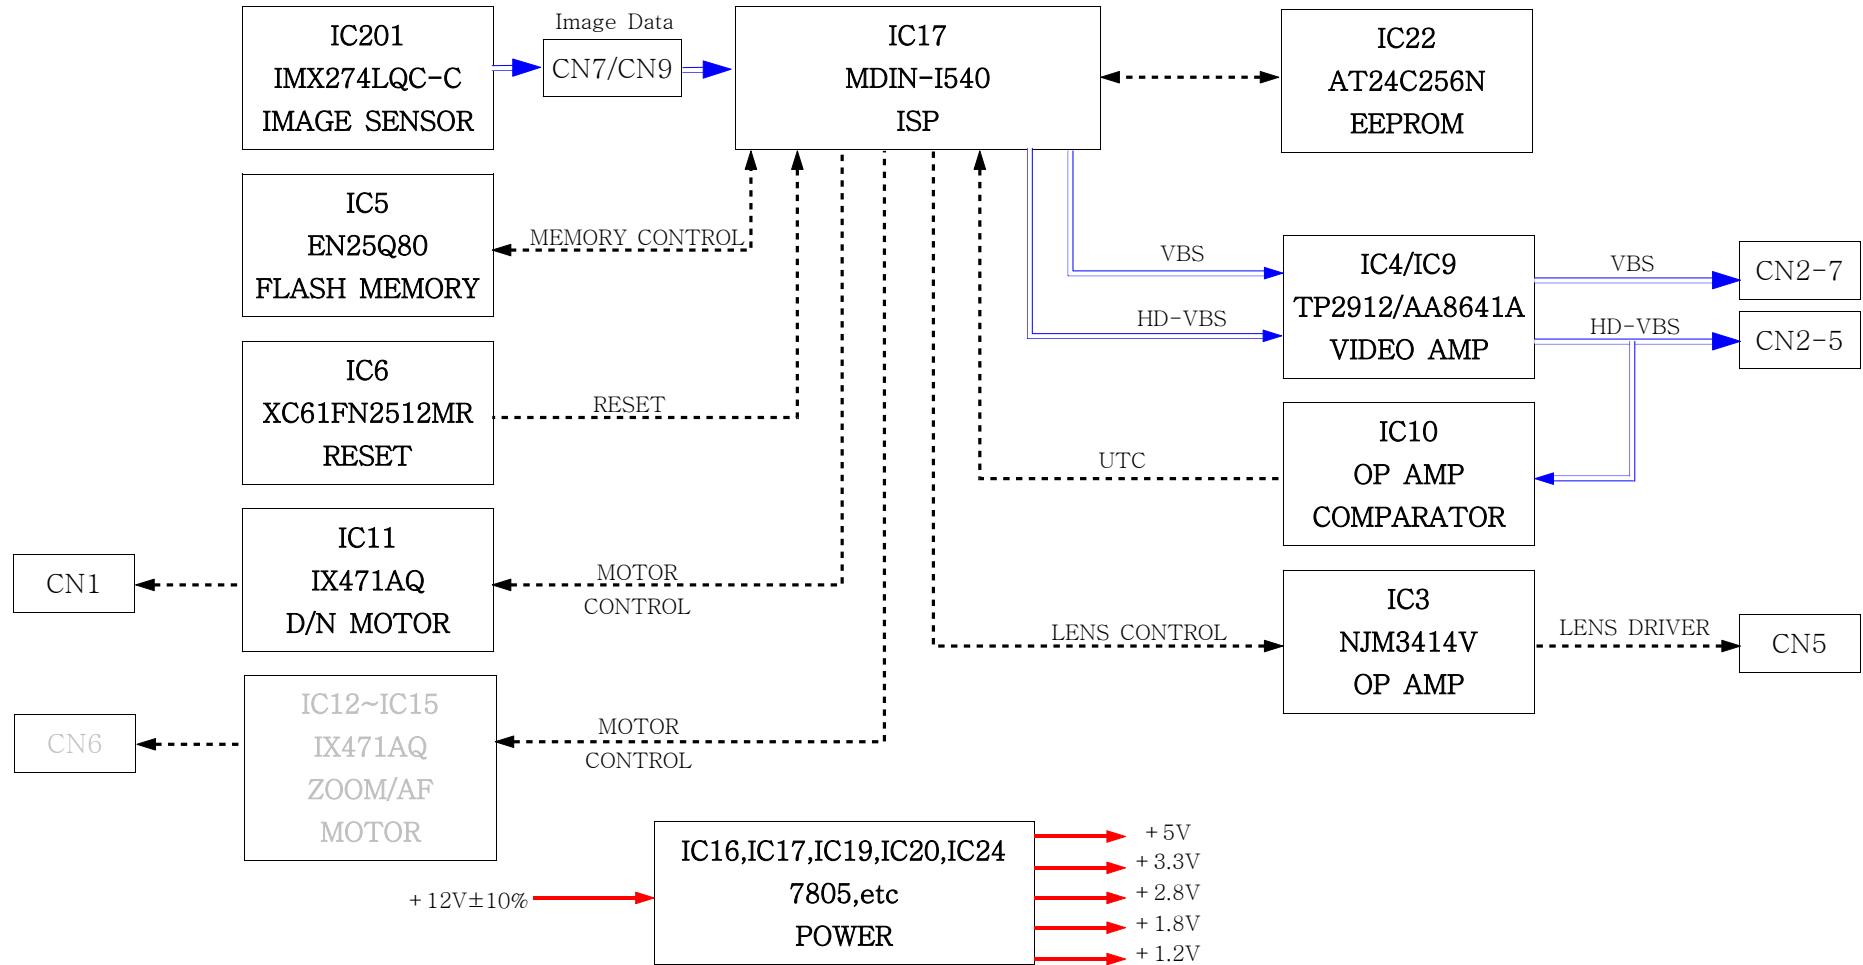 IC201
IMX274LQC-C
IMAGE SENSOR
Image Data
CN7/CN9
IC17
MDIN-I540
ISP
IC22
AT24C256N
EEPROM
IC5
EN25Q80
FLASH MEMORY
MEMORY CONTROL
VBS
HD-VBS
IC4/IC9
TP2912/AA8641A
VIDEO AMP
VBS
CN2-7
HD-VBS
CN2-5
IC6
XC61FN2512MR
RESET
RESET
UTC
IC10
OP AMP
COMPARATOR
CN1
IC11
IX471AQ
D/N MOTOR
MOTOR
CONTROL
LENS CONTROL
IC3
NJM3414V
OP AMP
LENS DRIVER
CN5
CN6
IC12~IC15
IX471AQ
ZOOM/AF
MOTOR
MOTOR
CONTROL
+12V±10%
IC16,IC17,IC19,IC20,IC24
7805,etc
POWER
+5V
+3.3V
+2.8V
+1.8V
+1.2V